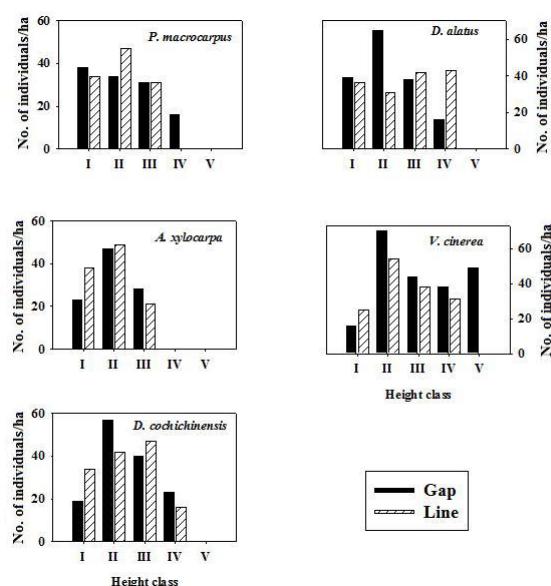 P. macrocarpus
No. of individuals/ha
60
40
20
0
I II III IV V
D. alatus
No. of individuals/ha
60
40
20
0
I II III IV V
A. xylocarpa
No. of individuals/ha
60
40
20
0
I II III IV V
V. cinerea
No. of individuals/ha
60
40
20
0
I II III IV V
Height class
D. cochichinensis
No. of individuals/ha
60
40
20
0
I II III IV V
Height class
Gap
Line